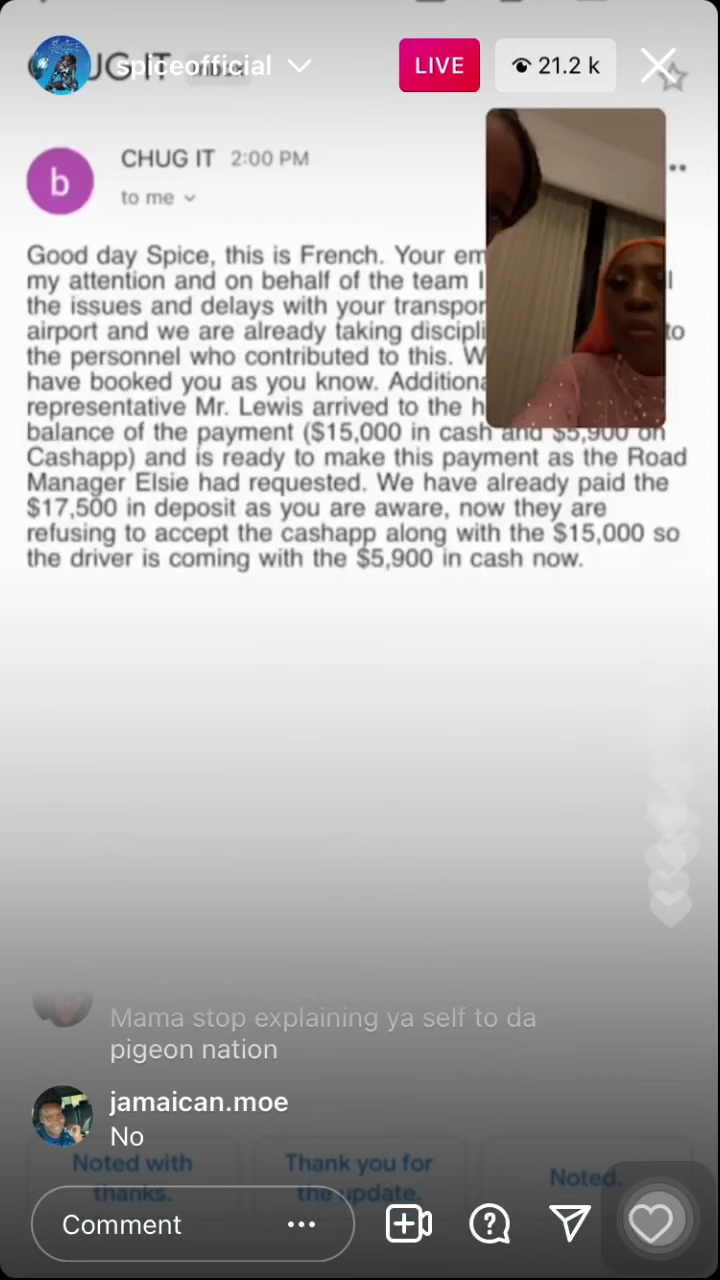 spiceofficial
LIVE
21.2 k
CHUG IT 2:00 PM
b
to me
Good day Spice, this is French. Your em
my attention and on behalf of the team I
the issues and delays with your transpor
airport and we are already taking discipli to
the personnel who contributed to this. W
have booked you as you know. Additiona
representative Mr. Lewis arrived to the h
balance of the payment ($15,000 in cash and $5,900 on
Cashapp) and is ready to make this payment as the Road
Manager Elsie had requested. We have already paid the
$17,500 in deposit as you are aware, now they are
refusing to accept the cashapp along with the $15,000 so
the driver is coming with the $5,900 in cash now.
Mama stop explaining ya self to da
pigeon nation
jamaican.moe
No
Noted with
thanks.
Thank you for
the update.
Noted.
Comment